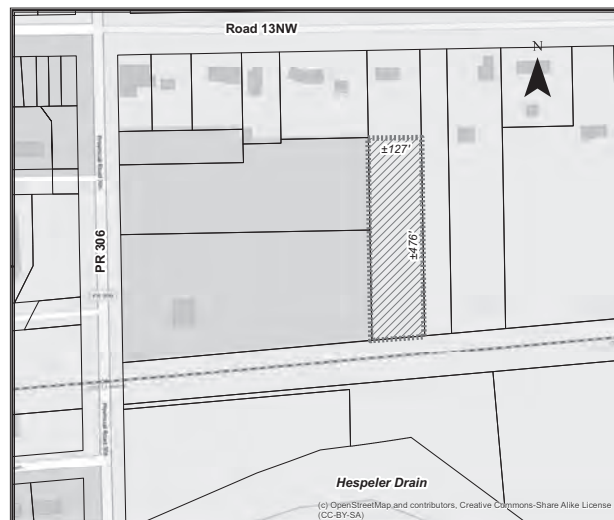 Road 13NW
N
±127'
±476'
PR 306
Hespeler Drain
(c) OpenStreetMap and contributors, Creative Commons-Share Alike License
(CC-BY-SA)